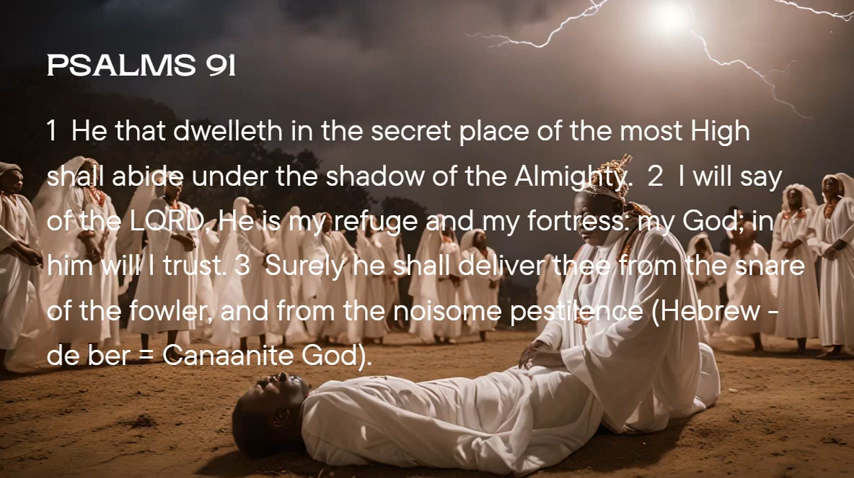 PSALMS 91
1 He that dwelleth in the secret place of the most High
shall abide under the shadow of the Almighty. 2 I will say
of the LORD, He is my refuge and my fortress: my God; in
him will I trust. 3 Surely he shall deliver thee from the snare
of the fowler, and from the noisome pestilence (Hebrew -
de ber = Canaanite God).